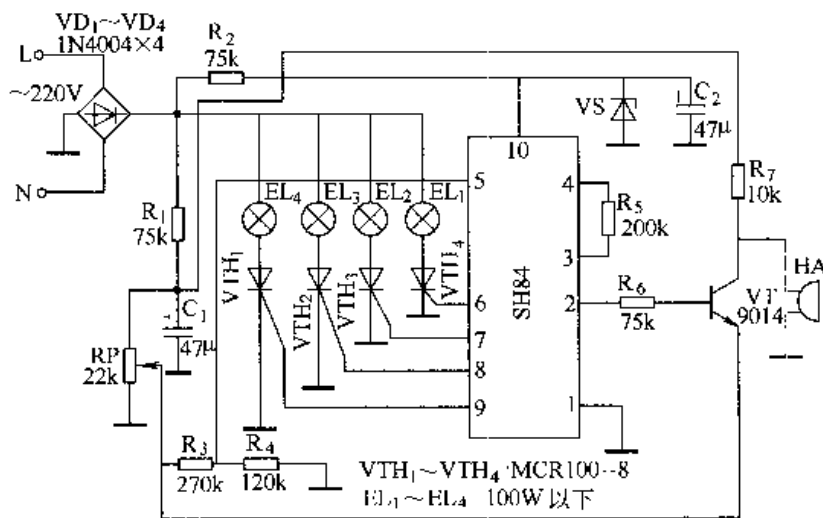 VD₁～VD₄
1N4004×4
L
～220V
N
R₂
75k
R₁
75k
C₁
47μ
RP
22k
R₃
270k
R₄
120k
EL₄
EL₃
EL₂
EL₁
VTH₁
VTH₂
VTH₃
VTH₄
SH84
10
5
6
7
8
9
4
3
2
1
VS
C₂
47μ
R₅
200k
R₆
75k
R₇
10k
VT
9014
HA
VTH₁～VTH₄ MCR100--8
EL₁～EL₄ 100W 以下